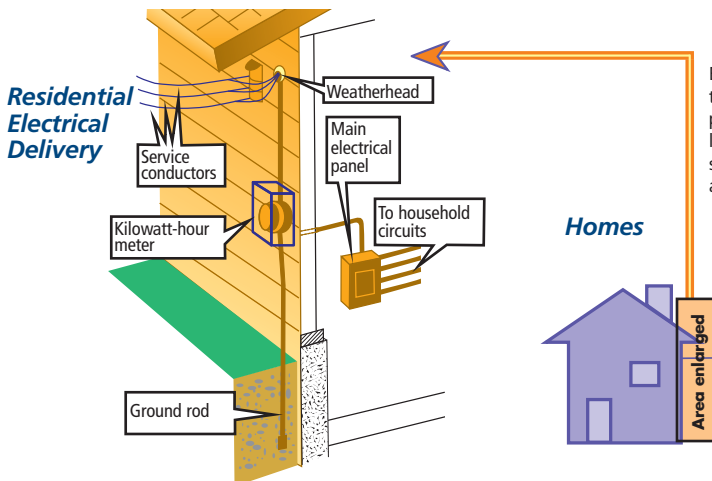 Residential
Electrical
Delivery
Weatherhead
Service
conductors
Main
electrical
panel
Kilowatt-hour
meter
To household
circuits
Ground rod
Homes
Area enlarged